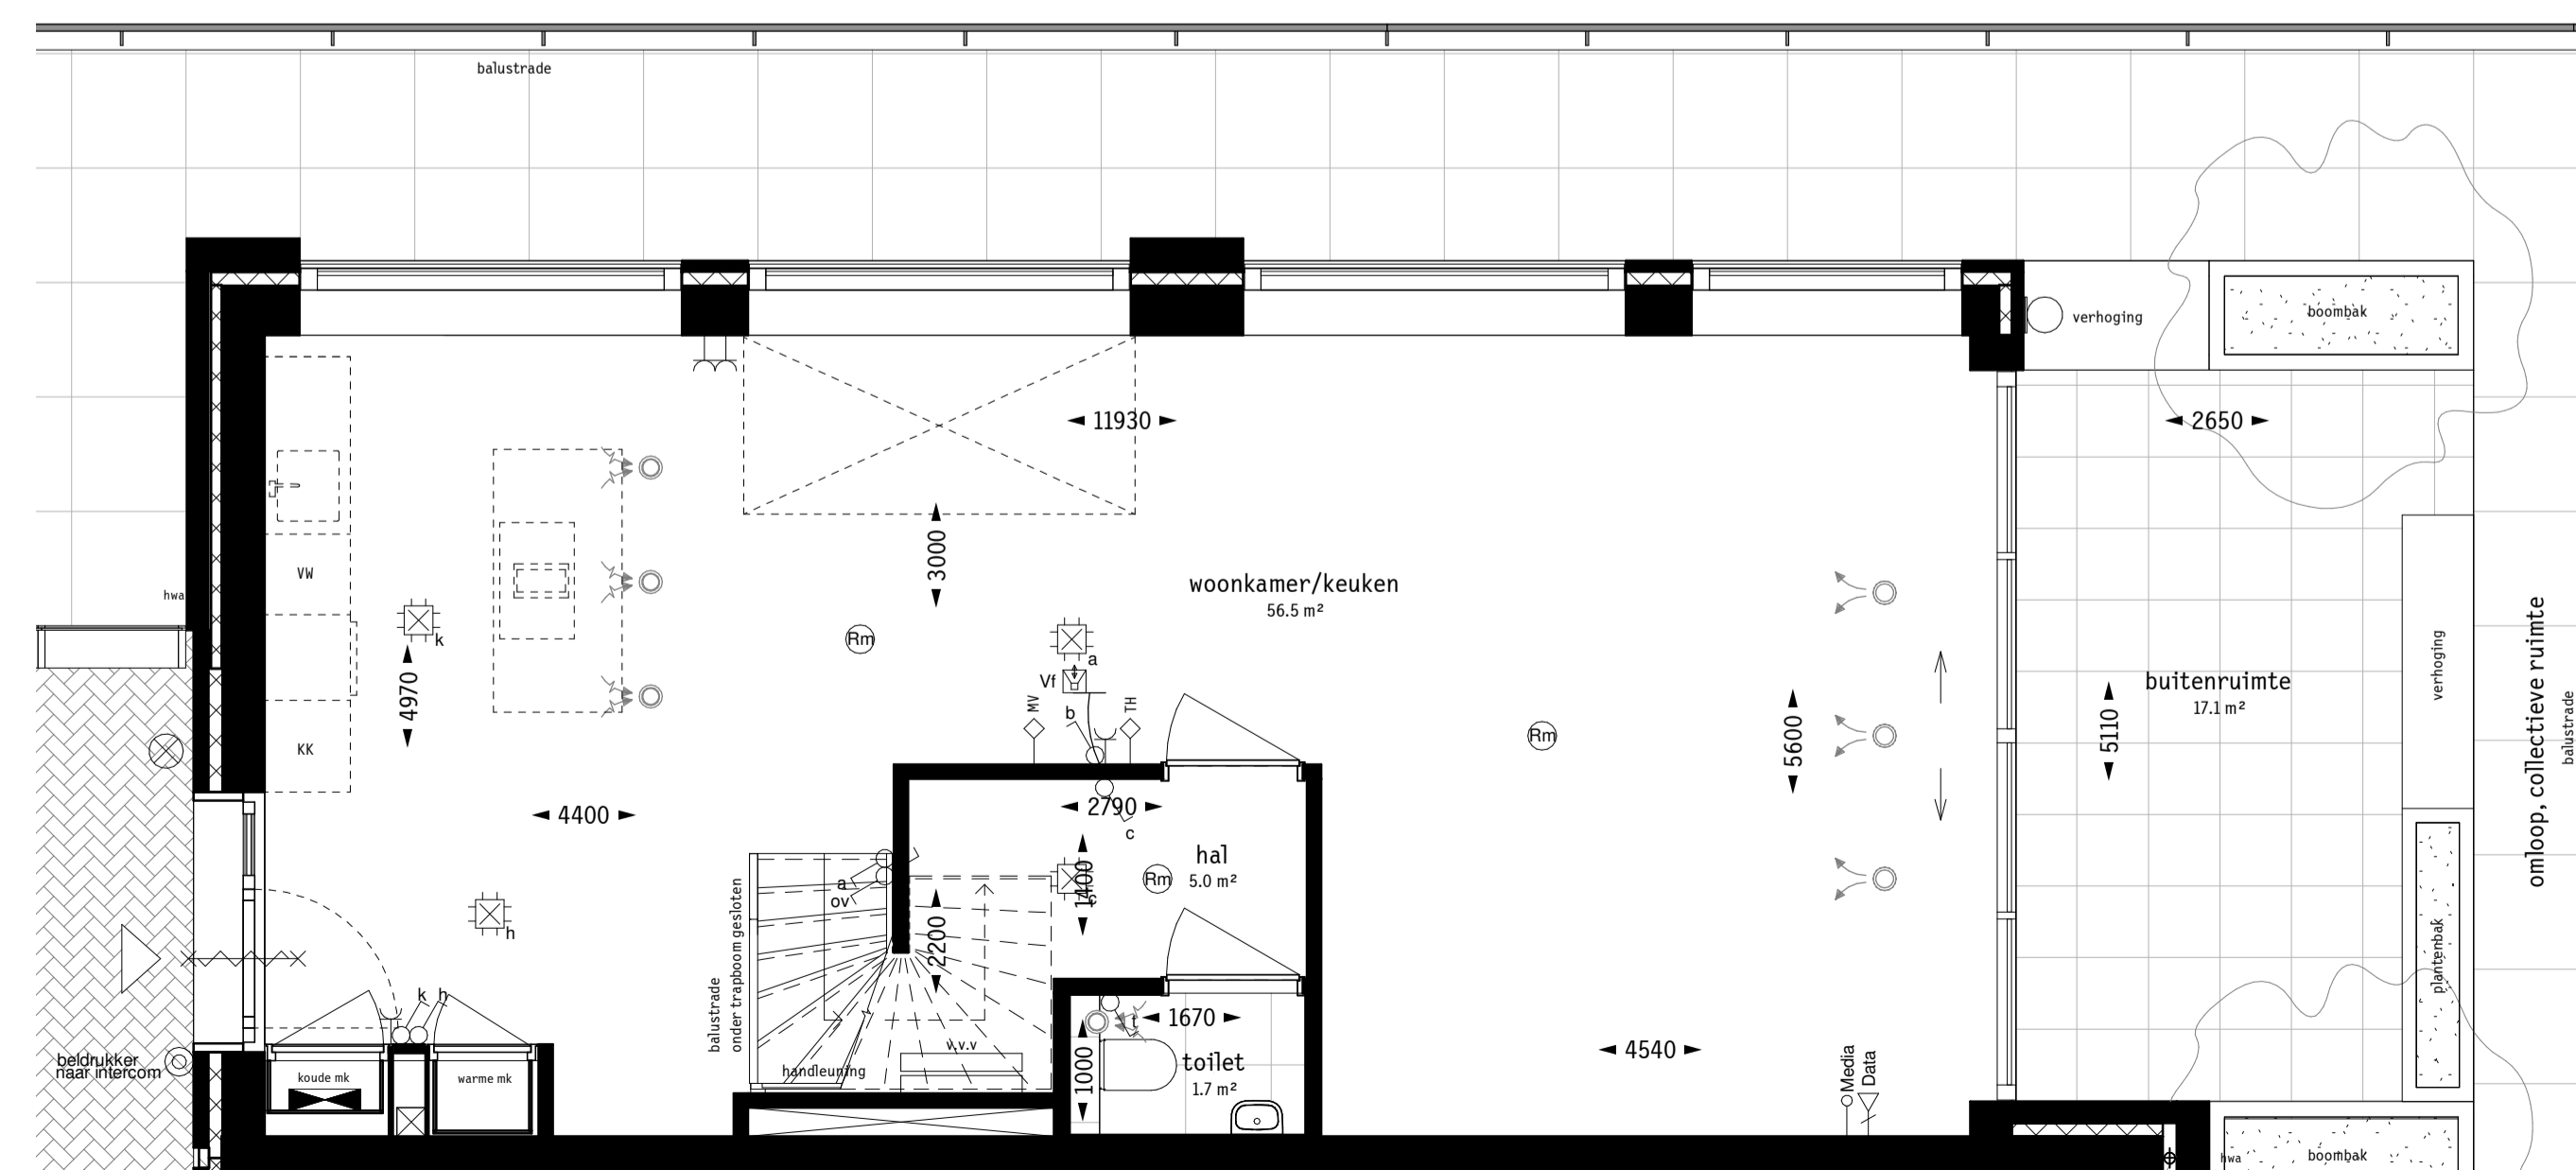 balustrade
verhoging
boombak
11930
2650
3000
woonkamer/keuken
56.5 m²
VW
hwa
k
4970
Rm
a
Vf
b
MV
TH
Rm
5600
buitenruimte
17.1 m²
5110
verhoging
omloop, collectieve ruimte
balustrade
KK
4400
2790
c
hal
5.0 m²
Rm
1400
c
a
ov
2200
h
balustrade
onder trapboom gesloten
plantenbak
k h
beldrukker
naar intercom
koude mk
warme mk
v.v.v
handleuning
t
1670
1000
toilet
1.7 m²
4540
Media
Data
hwa
boombak